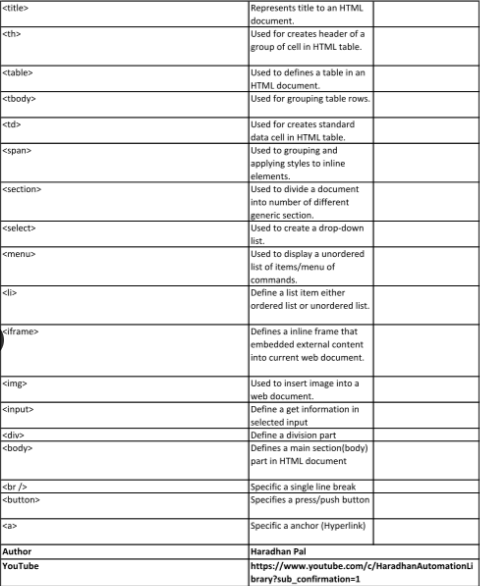 <title> Represents title to an HTML
document.
<th> Used for creates header of a
group of cell in HTML table.
<table> Used to defines a table in an
HTML document.
<tbody> Used for grouping table rows.
<td> Used for creates standard
data cell in HTML table.
<span> Used to grouping and
applying styles to inline
elements.
<section> Used to divide a document
into number of different
generic section.
<select> Used to create a drop-down
list.
<menu> Used to display a unordered
list of items/menu of
commands.
<li> Define a list item either
ordered list or unordered list.
<iframe> Defines a inline frame that
embedded external content
into current web document.
<img> Used to insert image into a
web document.
<input> Define a get information in
selected input
<div> Define a division part
<body> Defines a main section(body)
part in HTML document
<br /> Specific a single line break
<button> Specifies a press/push button
<a> Specific a anchor (Hyperlink)
Author Haradhan Pal
YouTube https://www.youtube.com/c/HaradhanAutomationLi
brary?sub_confirmation=1